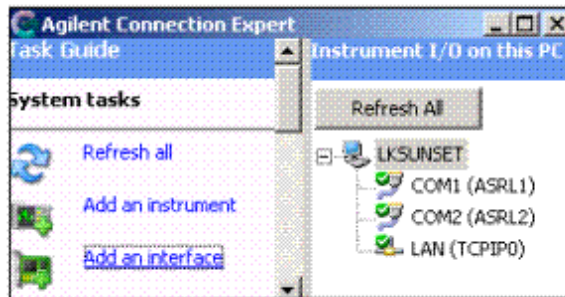 Agilent Connection Expert
Task Guide
System tasks
Refresh all
Add an instrument
Add an interface
Instrument I/O on this PC
Refresh All
LKSUNSET
COM1 (ASRL1)
COM2 (ASRL2)
LAN (TCPIP0)